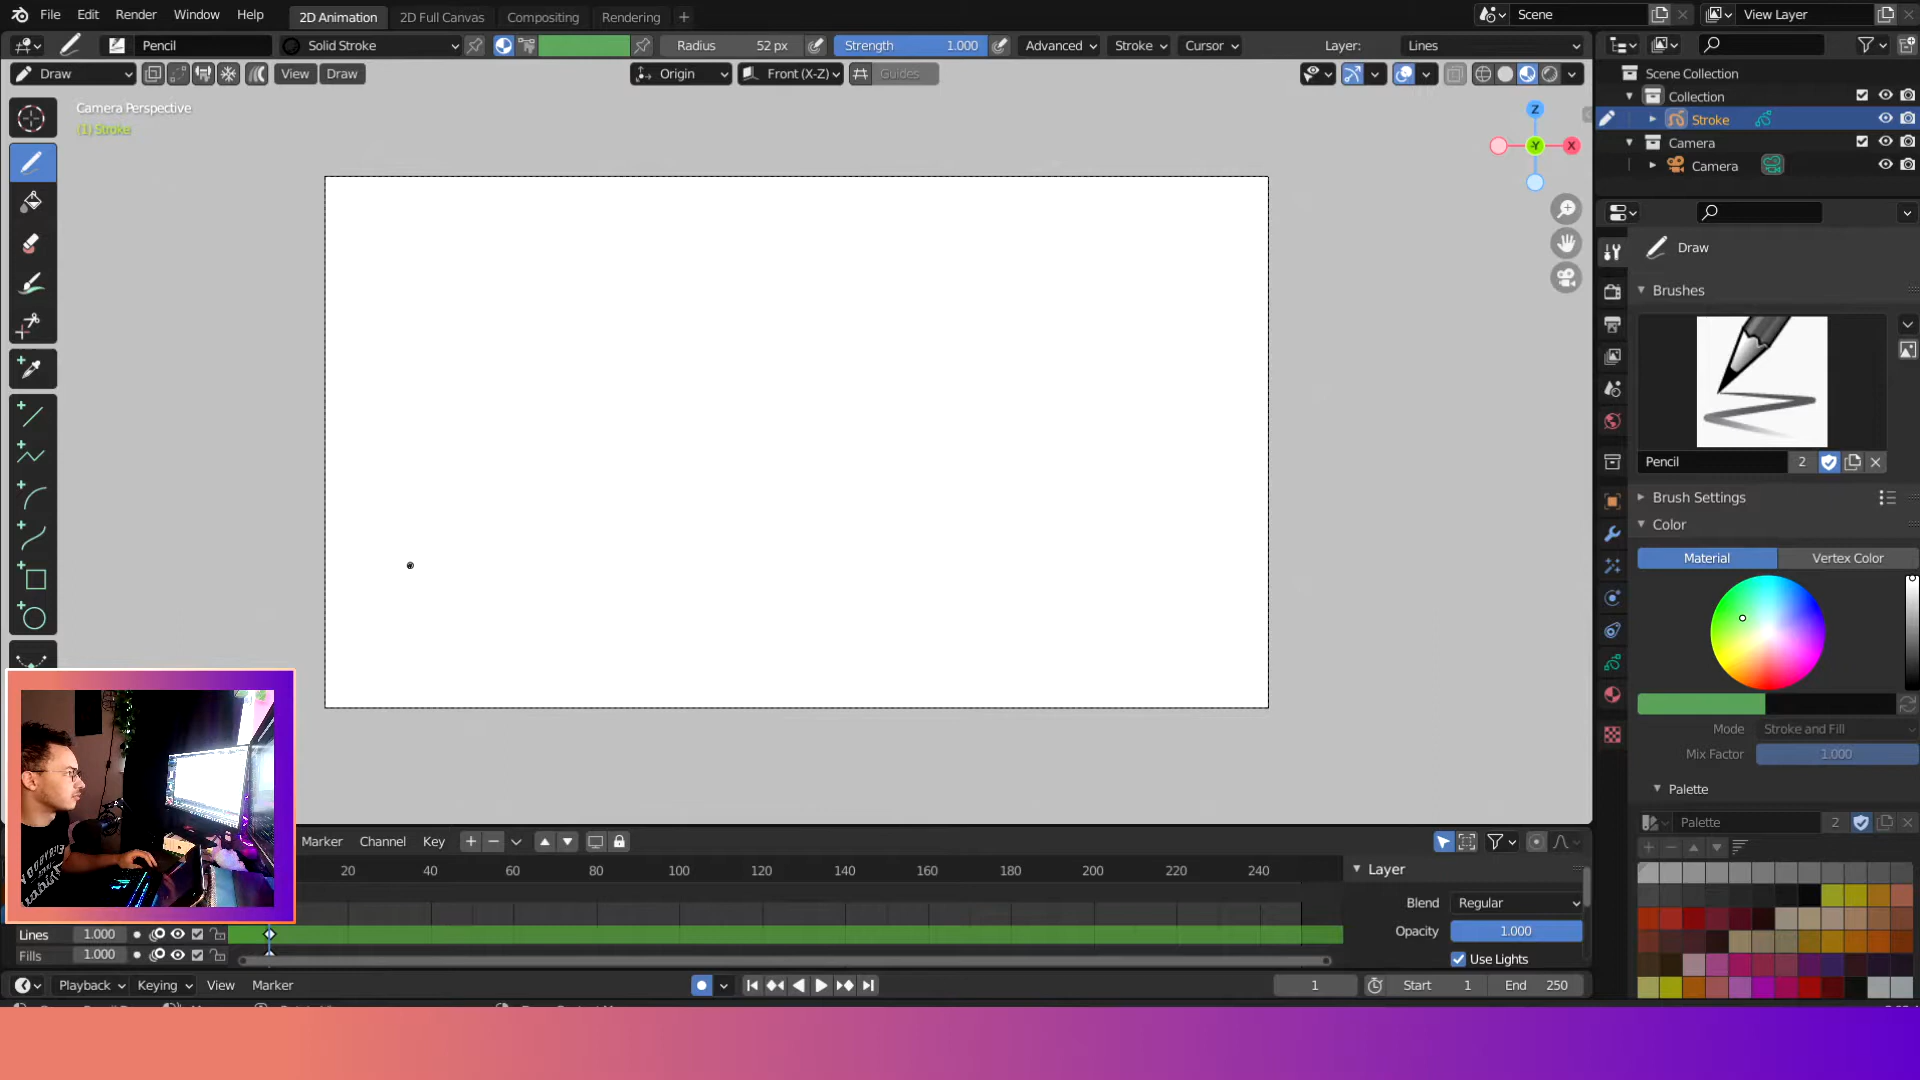 File Edit Render Window Help 2D Animation 2D Full Canvas Compositing Rendering + Scene View Layer
Pencil Solid Stroke Radius 52 px Strength 1.000 Advanced Stroke Cursor Layer: Lines
Draw View Draw Origin Front (X-Z) Guides
Scene Collection
Collection
Stroke
Camera
Camera
Camera Perspective
(1) Stroke
Z
-Y
X
Draw
Brushes
Pencil 2
Brush Settings
Color
Material Vertex Color
Mode Stroke and Fill
Mix Factor 1.000
Palette
Palette 2
Marker Channel Key
20 40 60 80 100 120 140 160 180 200 220 240
Layer
Blend Regular
Opacity 1.000
Use Lights
Lines 1.000
Fills 1.000
Playback Keying View Marker 1 Start 1 End 250